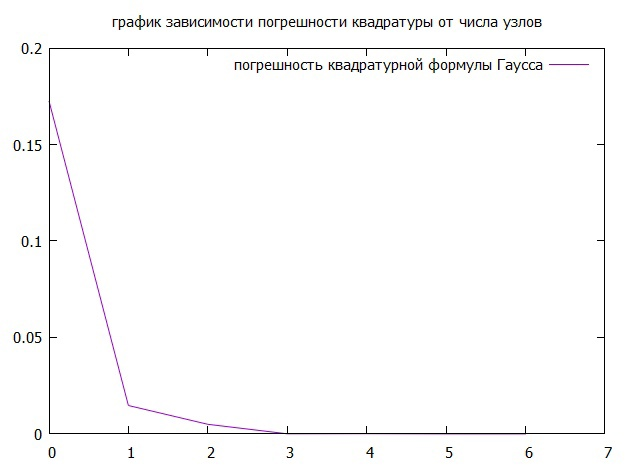 график зависимости погрешности квадратуры от числа узлов
погрешность квадратурной формулы Гаусса
0.2
0.15
0.1
0.05
0
0 1 2 3 4 5 6 7